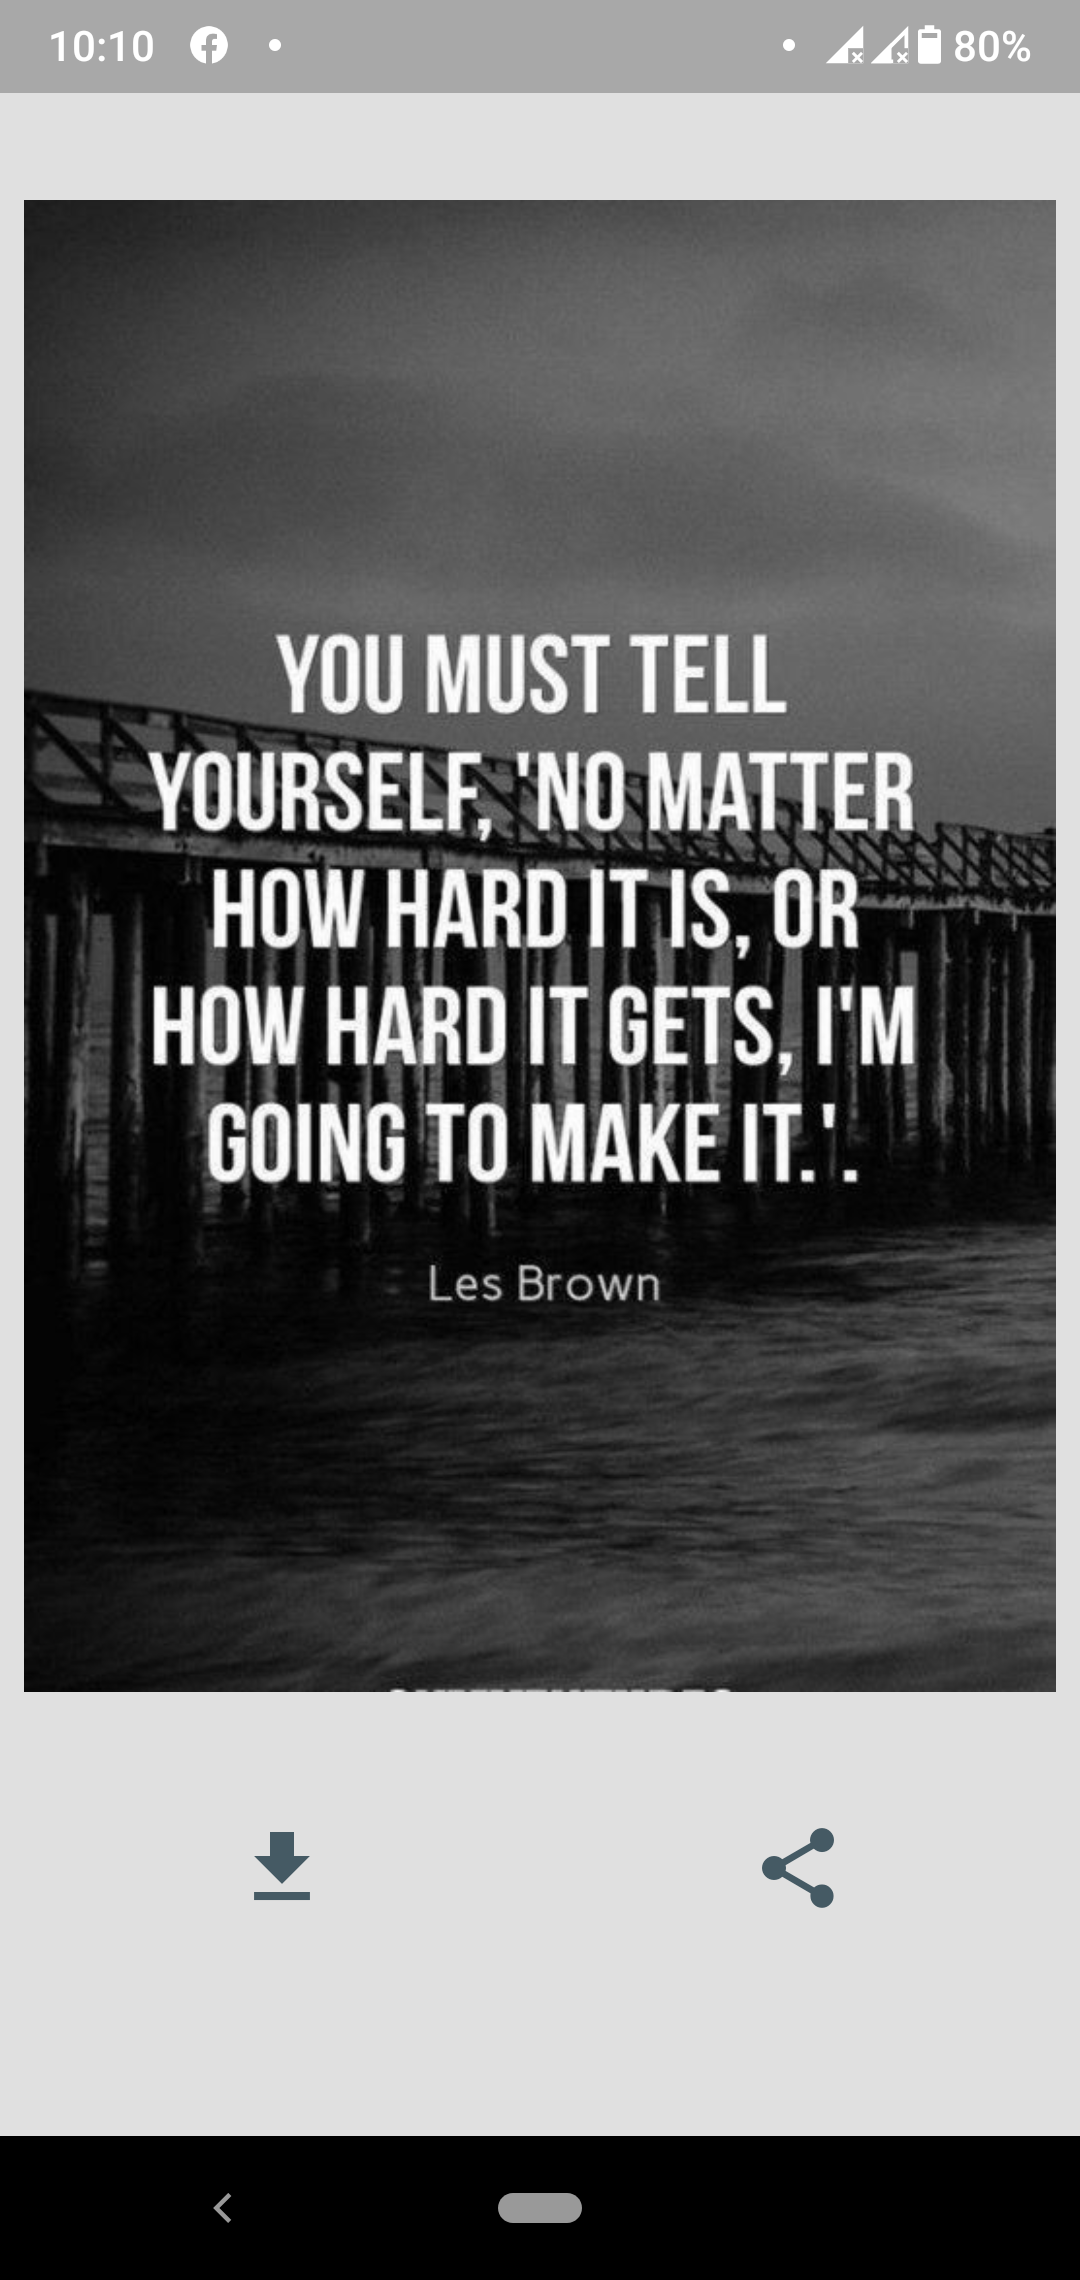 10:10
80%
YOU MUST TELL
YOURSELF, 'NO MATTER
HOW HARD IT IS, OR
HOW HARD IT GETS, I'M
GOING TO MAKE IT.'.
Les Brown